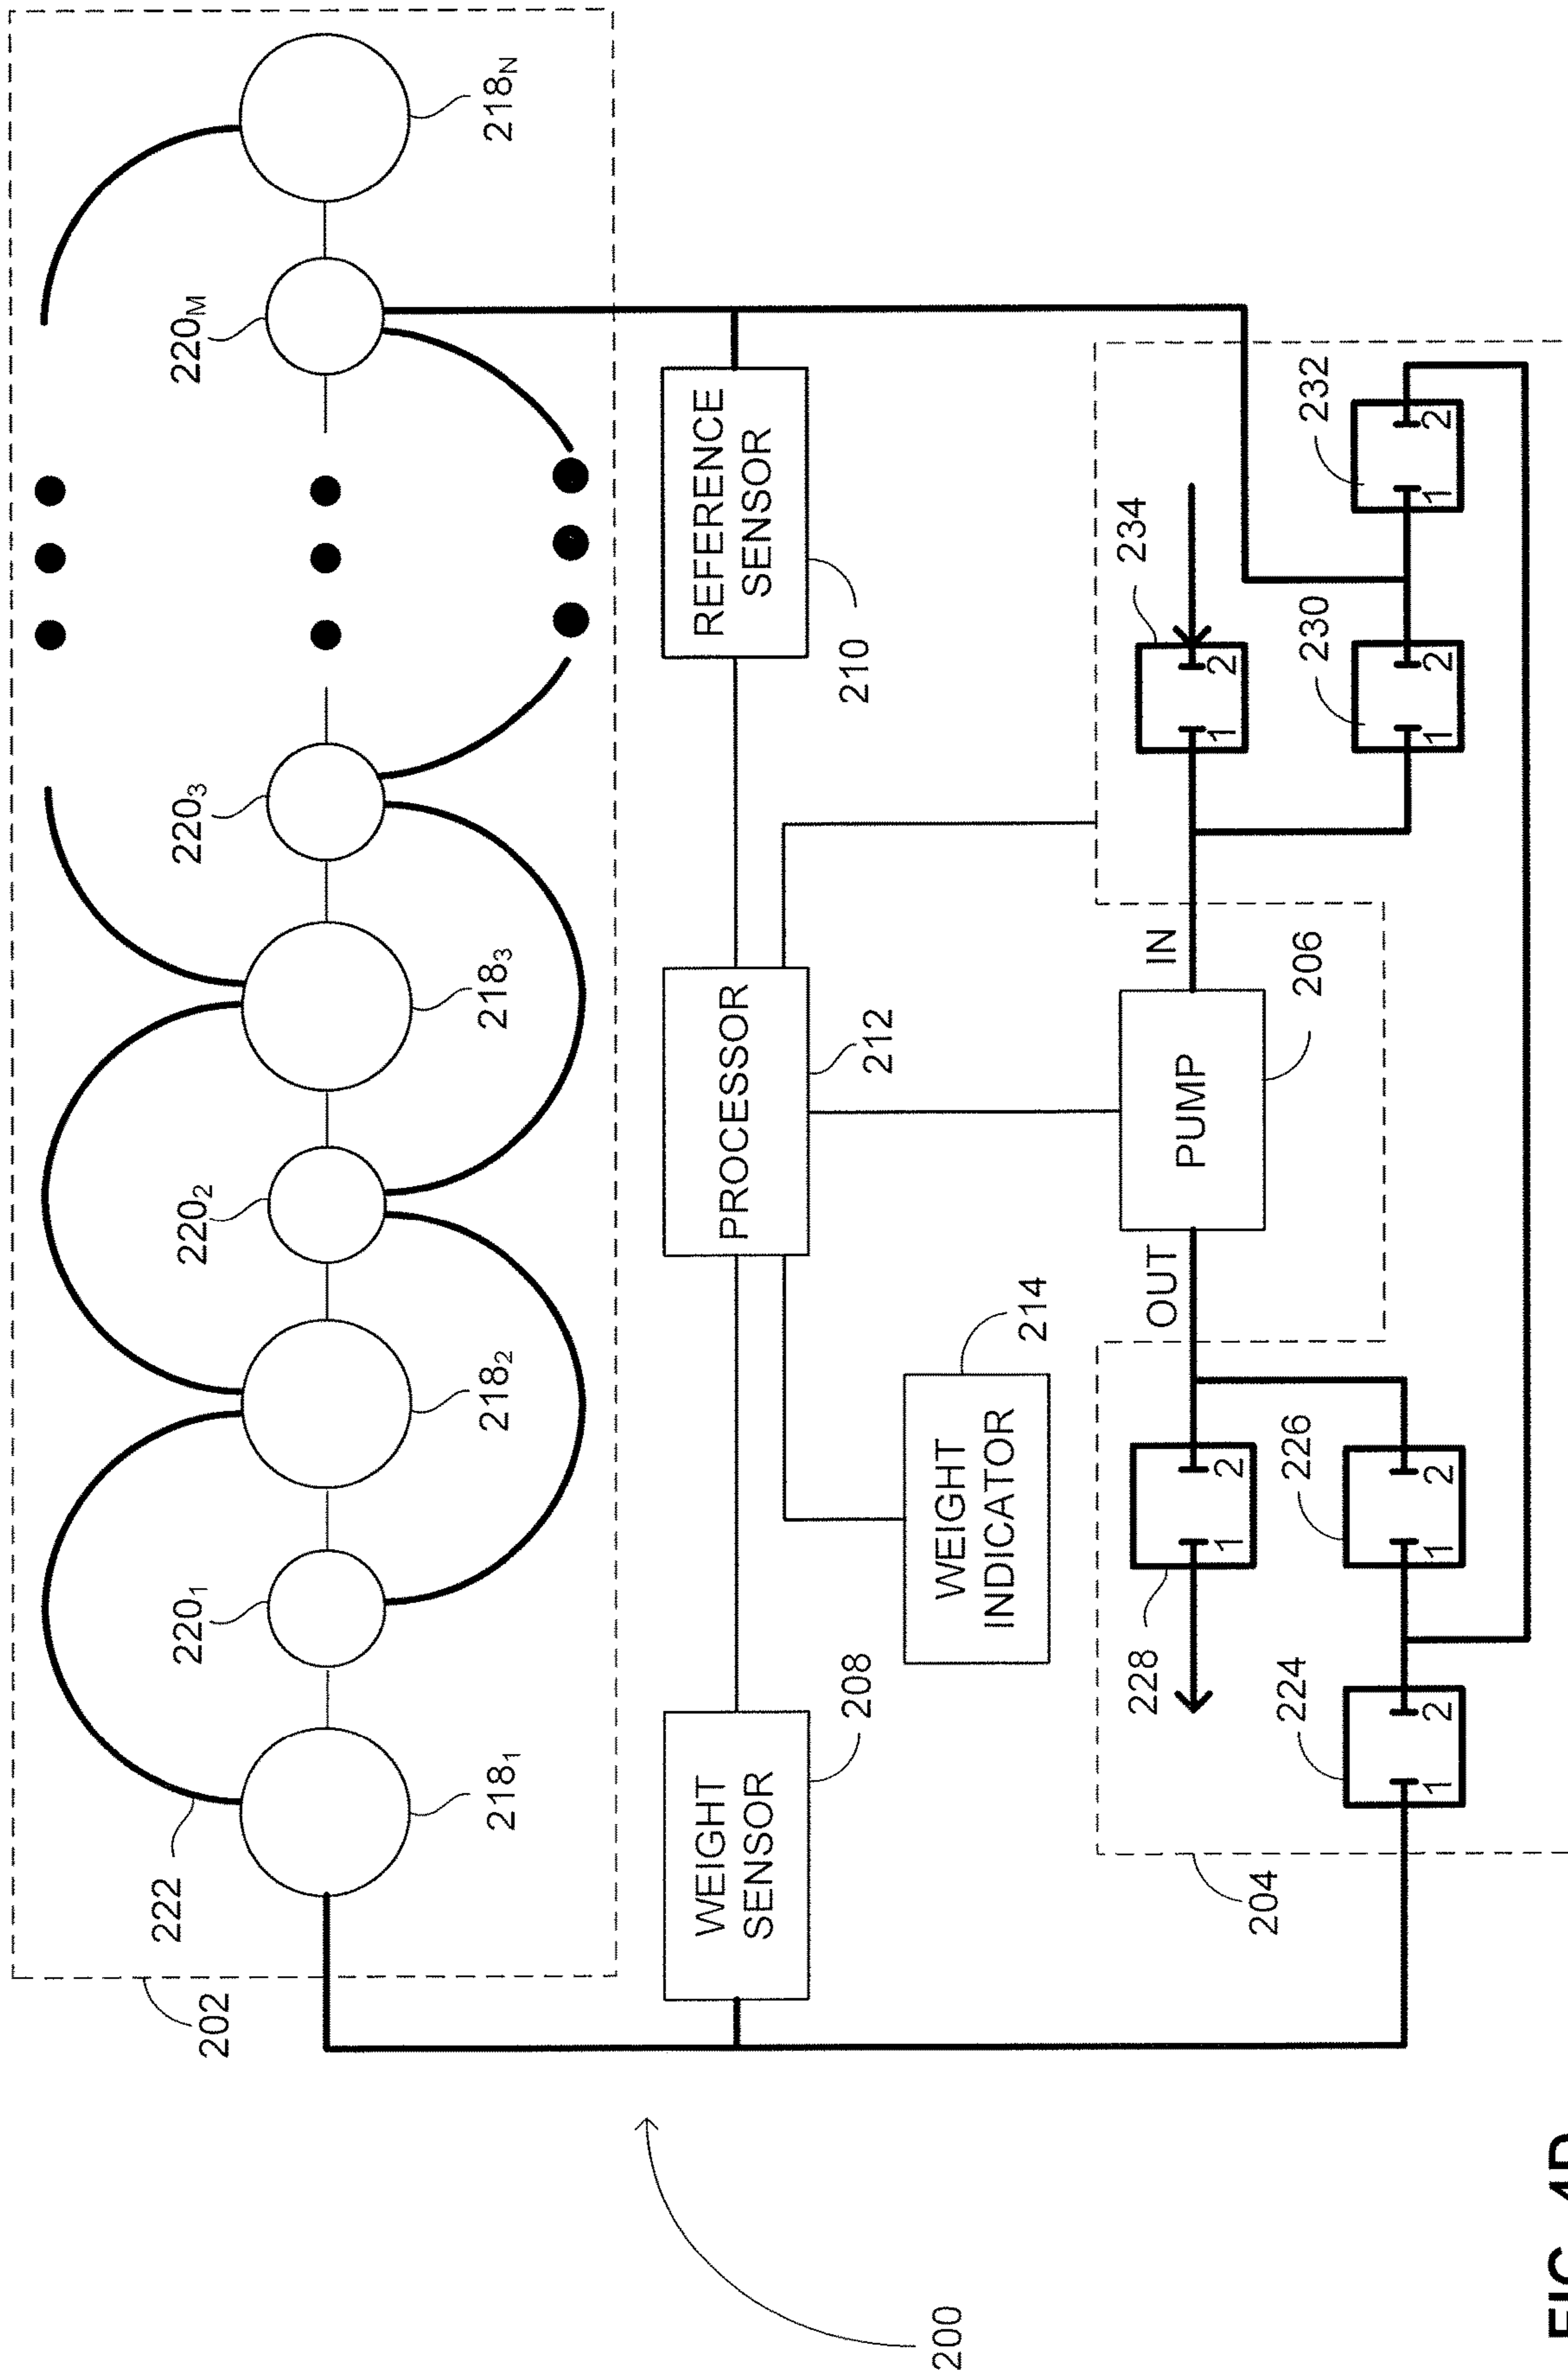 202
222
218₁
220₁
218₂
220₂
218₃
220₃
220M
218N
WEIGHT
SENSOR
208
PROCESSOR
212
REFERENCE
SENSOR
210
WEIGHT
INDICATOR
214
200
204
228
1 2
OUT
PUMP
206
IN
234
1 2
224
1 2
226
1 2
230
1 2
232
1 2